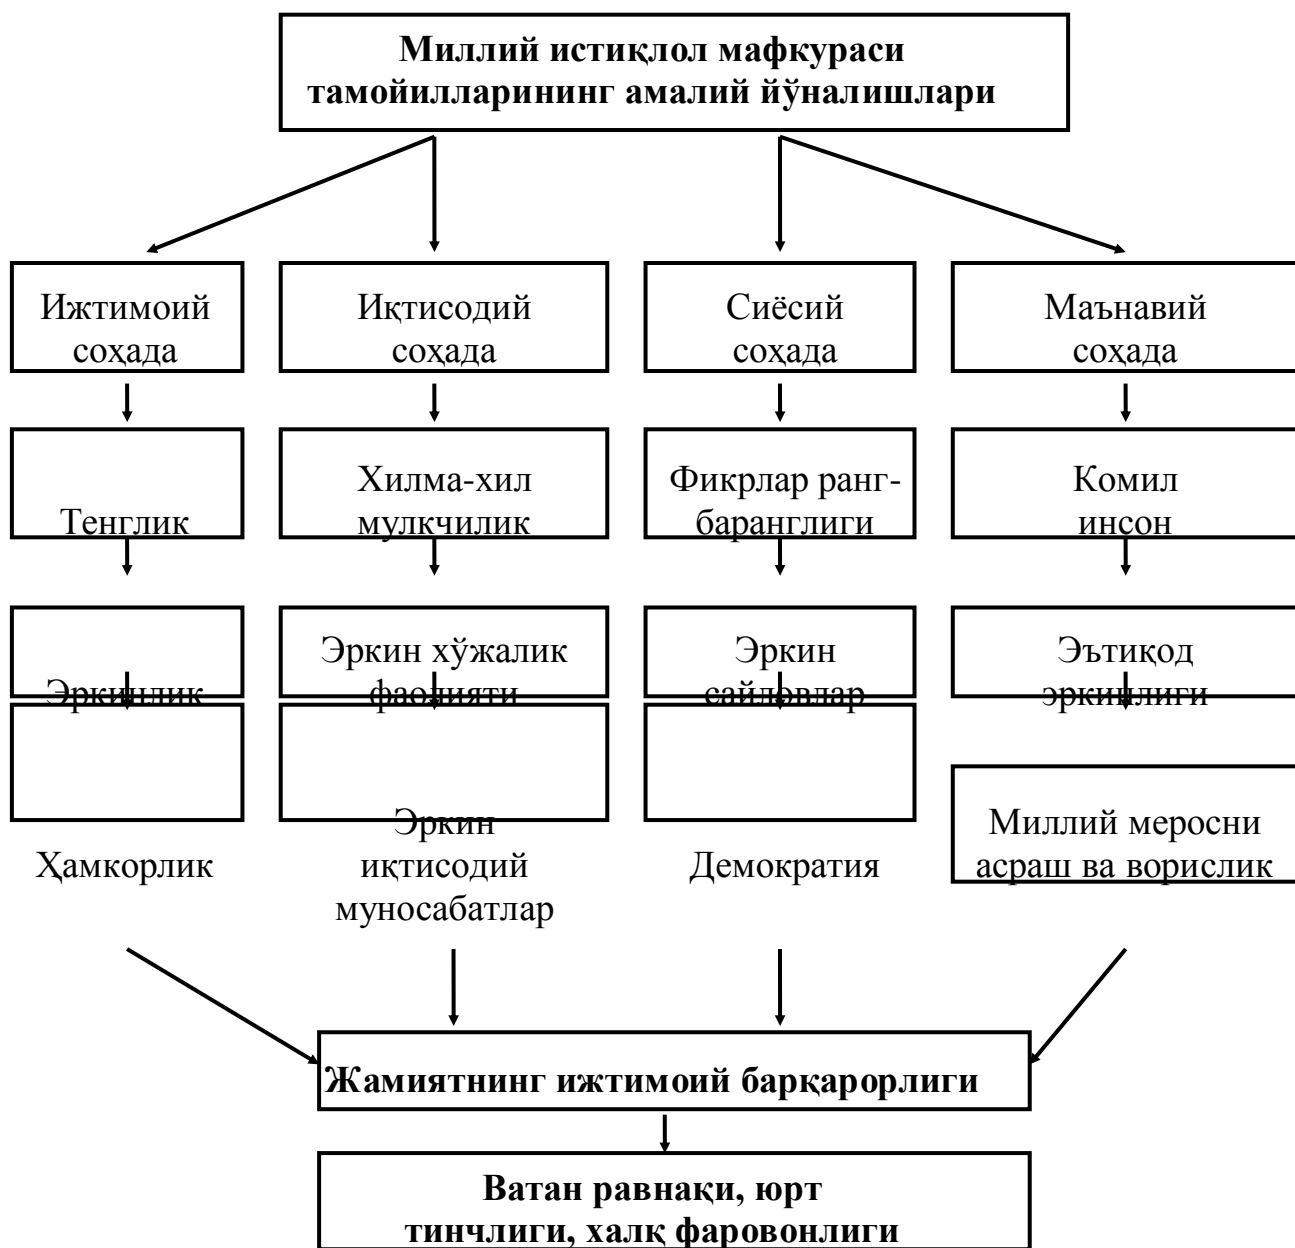 Миллий истиқлол мафкураси
тамойилларининг амалий йўналишлари
Ижтимоий
соҳада
Иқтисодий
соҳада
Сиёсий
соҳада
Маънавий
соҳада
Тенглик
Хилма-хил
мулкчилик
Фикрлар ранг-
баранглиги
Комил
инсон
Эркинлик
Эркин хўжалик
фаолияти
Эркин
сайловлар
Эътиқод
эркинлиги
Ҳамкорлик
Эркин
иқтисодий
муносабатлар
Демократия
Миллий меросни
асраш ва ворислик
Жамиятнинг ижтимоий барқарорлиги
Ватан равнақи, юрт
тинчлиги, халқ фаровонлиги